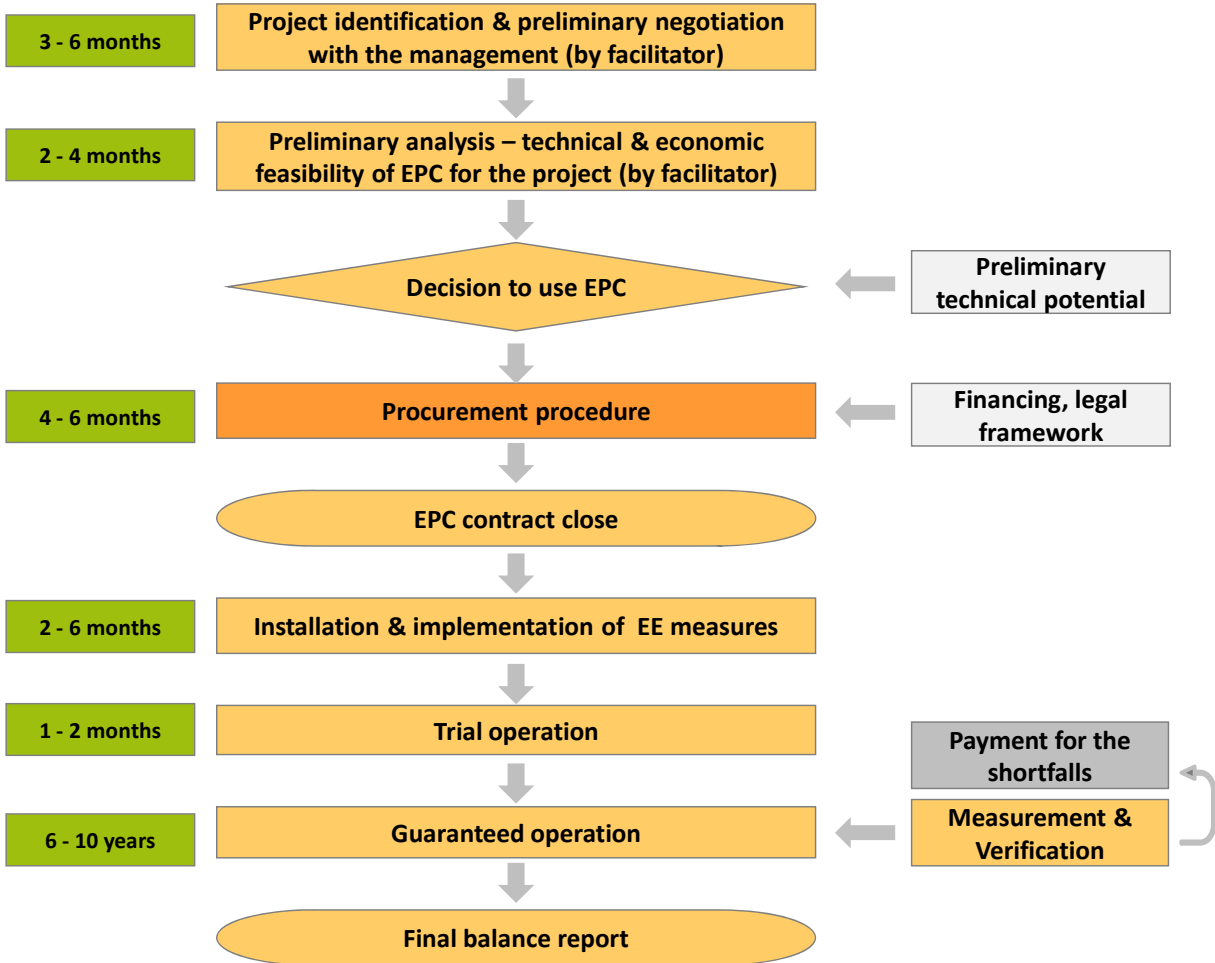 3 - 6 months
Project identification & preliminary negotiation
with the management (by facilitator)
2 - 4 months
Preliminary analysis – technical & economic
feasibility of EPC for the project (by facilitator)
Decision to use EPC
Preliminary
technical potential
4 - 6 months
Procurement procedure
Financing, legal
framework
EPC contract close
2 - 6 months
Installation & implementation of EE measures
1 - 2 months
Trial operation
Payment for the
shortfalls
6 - 10 years
Guaranteed operation
Measurement &
Verification
Final balance report